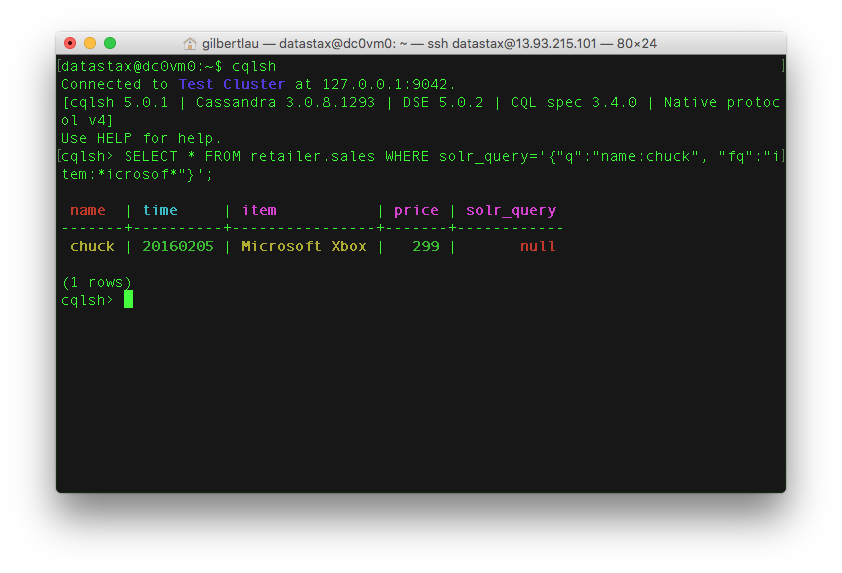 gilbertlau — datastax@dc0vm0: ~ — ssh datastax@13.93.215.101 — 80×24
[datastax@dc0vm0:~$ cqlsh ]
Connected to Test Cluster at 127.0.0.1:9042.
[cqlsh 5.0.1 | Cassandra 3.0.8.1293 | DSE 5.0.2 | CQL spec 3.4.0 | Native protoc
ol v4]
Use HELP for help.
[cqlsh> SELECT * FROM retailer.sales WHERE solr_query='{"q":"name:chuck", "fq":"i]
tem:*icrosof*"}';
name | time | item | price | solr_query
-------+----------+----------------+-------+------------
chuck | 20160205 | Microsoft Xbox | 299 | null
(1 rows)
cqlsh>